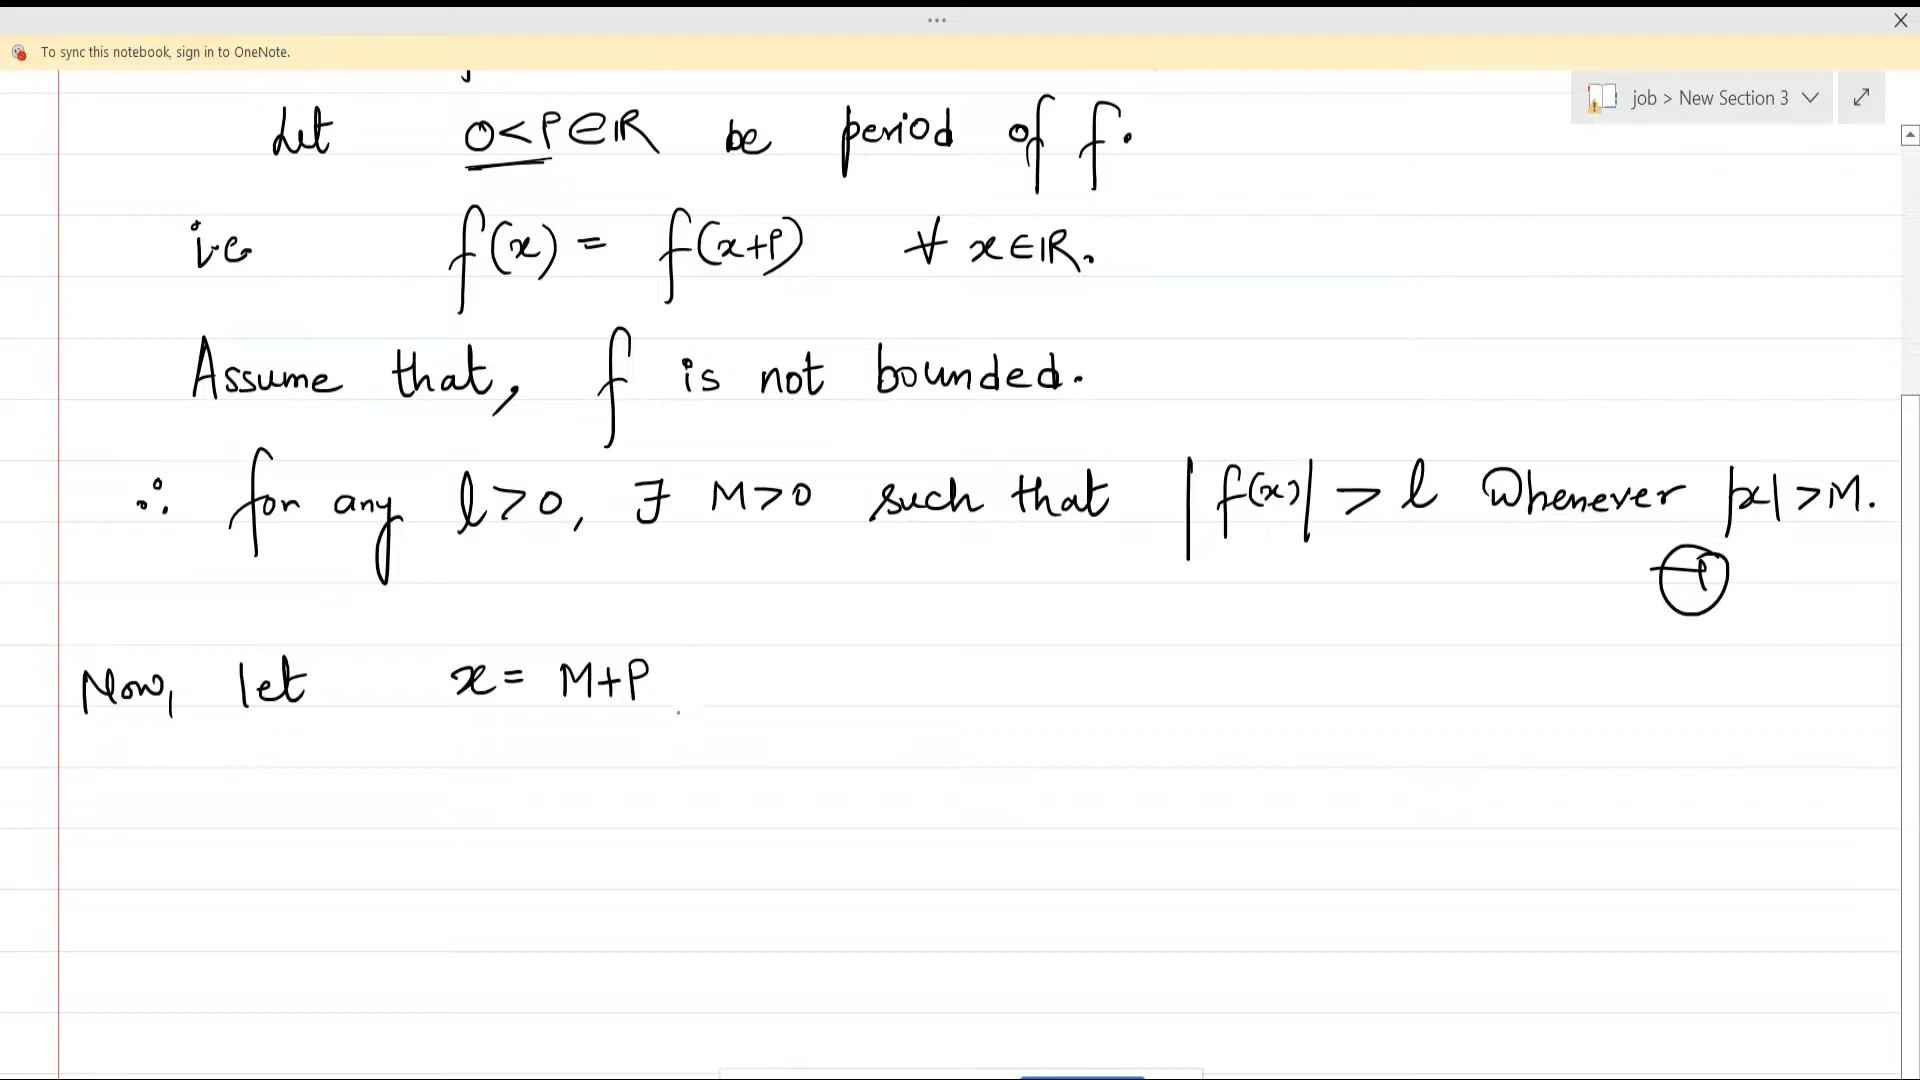 ...
To sync this notebook, sign in to OneNote.
job > New Section 3
Let 0<P∈ℝ be period of f.
i.e f(x) = f(x+P) ∀ x∈ℝ.
Assume that, f is not bounded.
∴ for any l>0, ∃ M>0 such that |f(x)| > l whenever |x| >M.
Now, let x = M+P